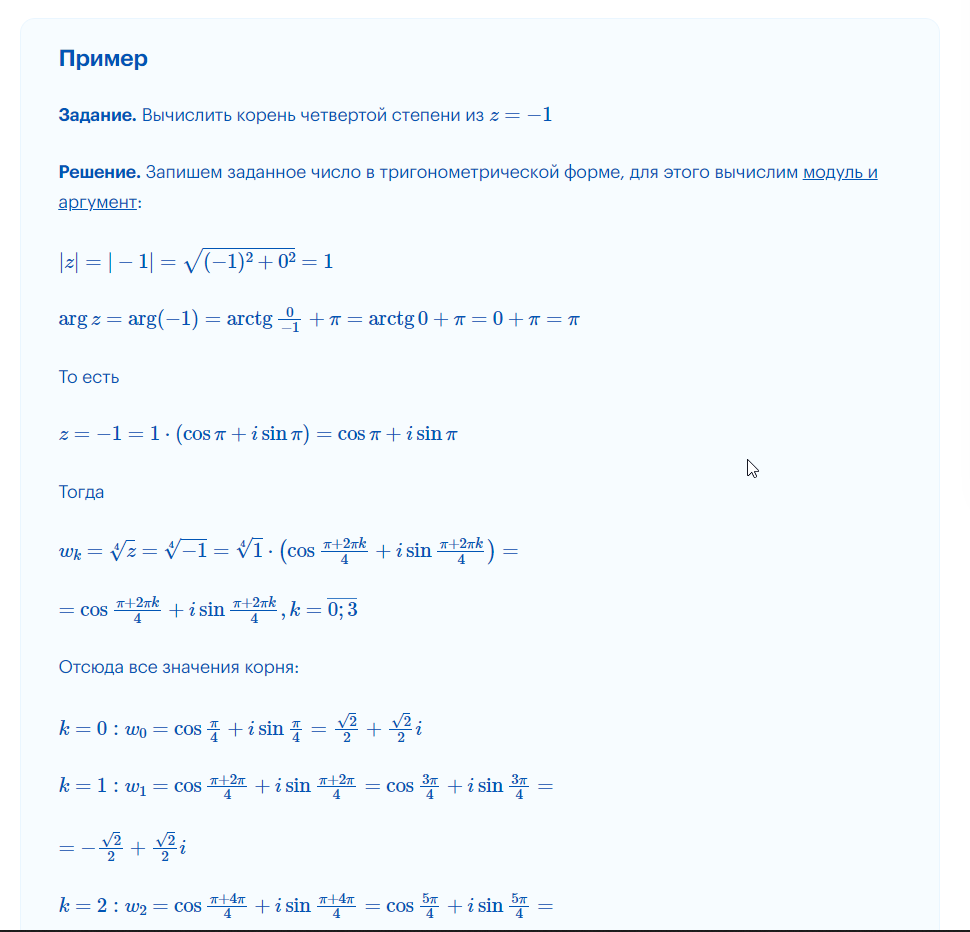 Пример
Задание. Вычислить корень четвертой степени из $z = -1$
Решение. Запишем заданное число в тригонометрической форме, для этого вычислим модуль и
аргумент:
$|z| = |-1| = \sqrt{(-1)^2 + 0^2} = 1$
$\arg z = \arg(-1) = \operatorname{arctg} \frac{0}{-1} + \pi = \operatorname{arctg} 0 + \pi = 0 + \pi = \pi$
То есть
$z = -1 = 1 \cdot (\cos \pi + i \sin \pi) = \cos \pi + i \sin \pi$
Тогда
$w_k = \sqrt[4]{z} = \sqrt[4]{-1} = \sqrt[4]{1} \cdot \left(\cos \frac{\pi + 2\pi k}{4} + i \sin \frac{\pi + 2\pi k}{4}\right) =$
$= \cos \frac{\pi + 2\pi k}{4} + i \sin \frac{\pi + 2\pi k}{4}, k = \overline{0; 3}$
Отсюда все значения корня:
$k = 0 : w_0 = \cos \frac{\pi}{4} + i \sin \frac{\pi}{4} = \frac{\sqrt{2}}{2} + \frac{\sqrt{2}}{2} i$
$k = 1 : w_1 = \cos \frac{\pi + 2\pi}{4} + i \sin \frac{\pi + 2\pi}{4} = \cos \frac{3\pi}{4} + i \sin \frac{3\pi}{4} =$
$= -\frac{\sqrt{2}}{2} + \frac{\sqrt{2}}{2} i$
$k = 2 : w_2 = \cos \frac{\pi + 4\pi}{4} + i \sin \frac{\pi + 4\pi}{4} = \cos \frac{5\pi}{4} + i \sin \frac{5\pi}{4} =$